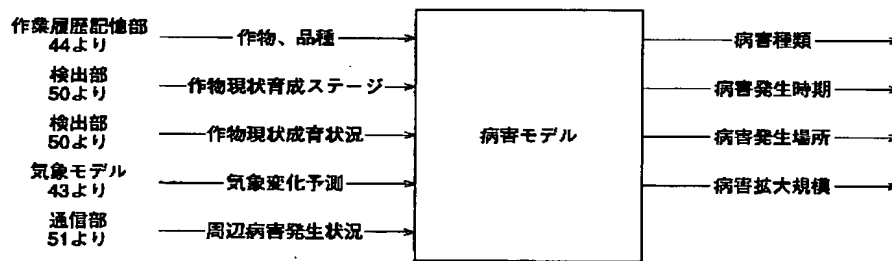 作業履歴記憶部
44より
作物、品種
検出部
50より
作物現状育成ステージ
検出部
50より
作物現状成育状況
気象モデル
43より
気象変化予測
通信部
51より
周辺病害発生状況
病害モデル
病害種類
病害発生時期
病害発生場所
病害拡大規模